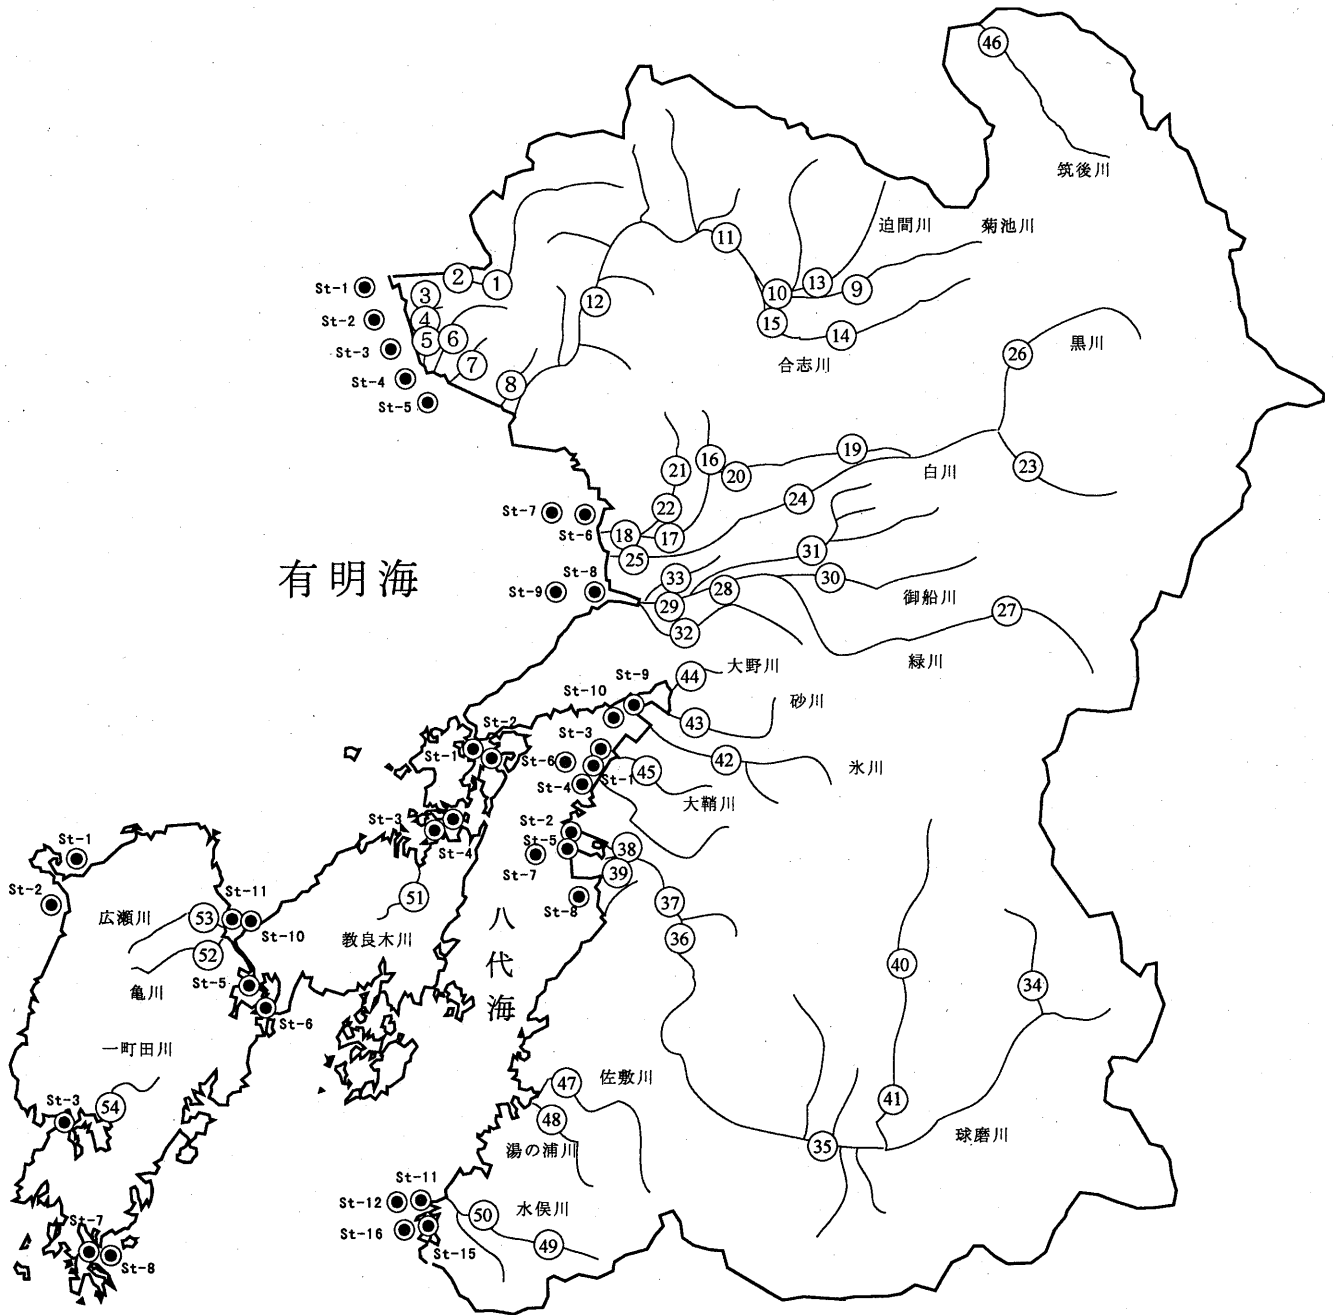 46
筑後川
迫間川
菊池川
11
St-1
2
1
13
9
10
3
12
St-2
4
15
5
6
14
黒川
St-3
26
7
合志川
St-4
8
St-5
19
16
21
20
23
白川
24
22
St-7
18
17
St-6
31
25
有明海
33
30
St-8
28
St-9
御船川
29
27
32
緑川
大野川
St-9
44
砂川
St-10
43
St-2
St-3
St-1
St-6
42
氷川
45
St-1
St-4
大鞘川
St-3
St-2
St-1
St-5
38
St-4
St-7
39
St-2
51
37
St-11
St-8
広瀬川
53
八代海
St-10
36
教良木川
52
40
St-5
34
亀川
St-6
一町田川
佐敷川
47
St-3
54
41
48
球磨川
35
湯の浦川
St-11
St-12
水俣川
50
St-7
St-16
49
St-15
St-8